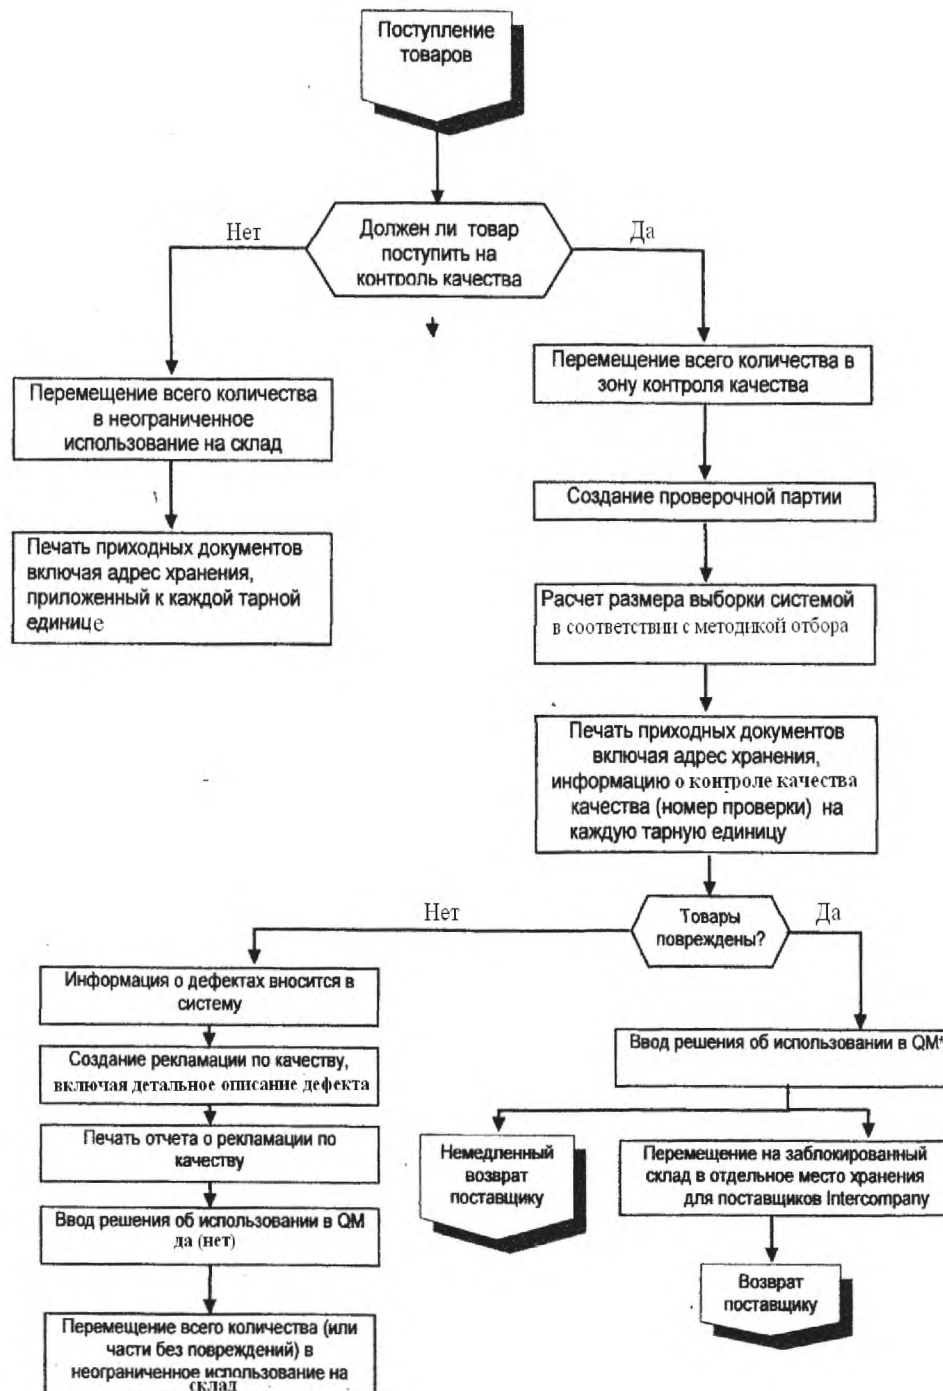 Поступление
товаров
Должен ли товар
поступить на
контроль качества
Нет
Да
Перемещение всего количества
в неограниченное
использование на склад
Печать приходных документов
включая адрес хранения,
приложенный к каждой тарной
единице
Перемещение всего количества в
зону контроля качества
Создание проверочной партии
Расчет размера выборки системой
в соответствии с методикой отбора
Печать приходных документов
включая адрес хранения,
информацию о контроле качества
качества (номер проверки) на
каждую тарную единицу
Товары
повреждены?
Нет
Да
Информация о дефектах вносится в
систему
Создание рекламации по качеству,
включая детальное описание дефекта
Печать отчета о рекламации по
качеству
Ввод решения об использовании в QM
да (нет)
Перемещение всего количества (или
части без повреждений) в
неограниченное использование на
склад
Ввод решения об использовании в QM*
Немедленный
возврат
поставщику
Перемещение на заблокированный
склад в отдельное место хранения
для поставщиков Intercompany
Возврат
поставщику